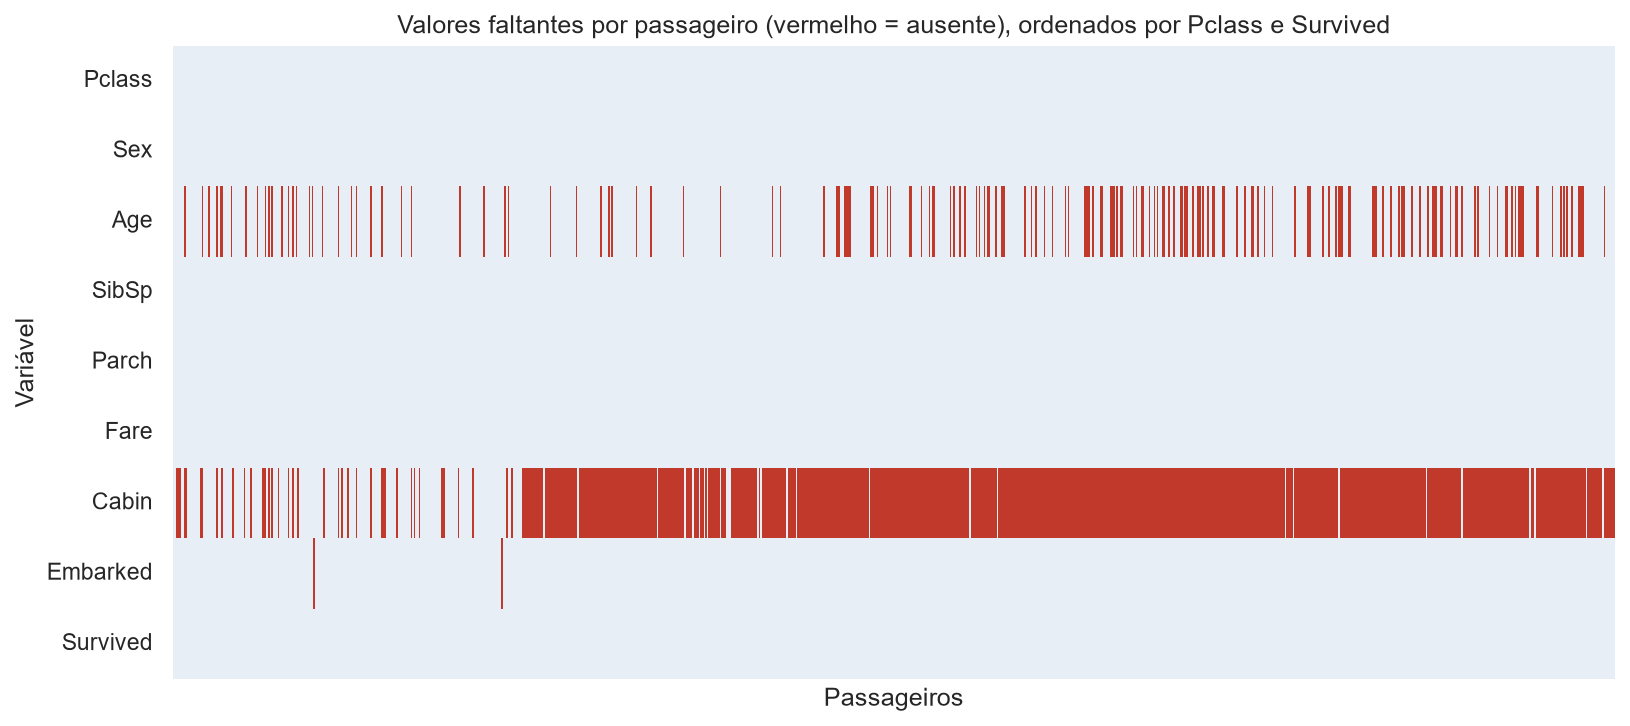 Valores faltantes por passageiro (vermelho = ausente), ordenados por Pclass e Survived
Variável
Pclass
Sex
Age
SibSp
Parch
Fare
Cabin
Embarked
Survived
Passageiros